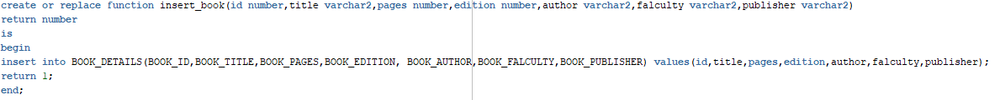 create or replace function insert_book(id number,title varchar2,pages number,edition number,author varchar2,falculty varchar2,publisher varchar2)
return number
is
begin
insert into BOOK_DETAILS(BOOK_ID,BOOK_TITLE,BOOK_PAGES,BOOK_EDITION, BOOK_AUTHOR,BOOK_FALCULTY,BOOK_PUBLISHER) values(id,title,pages,edition,author,falculty,publisher);
return 1;
end;